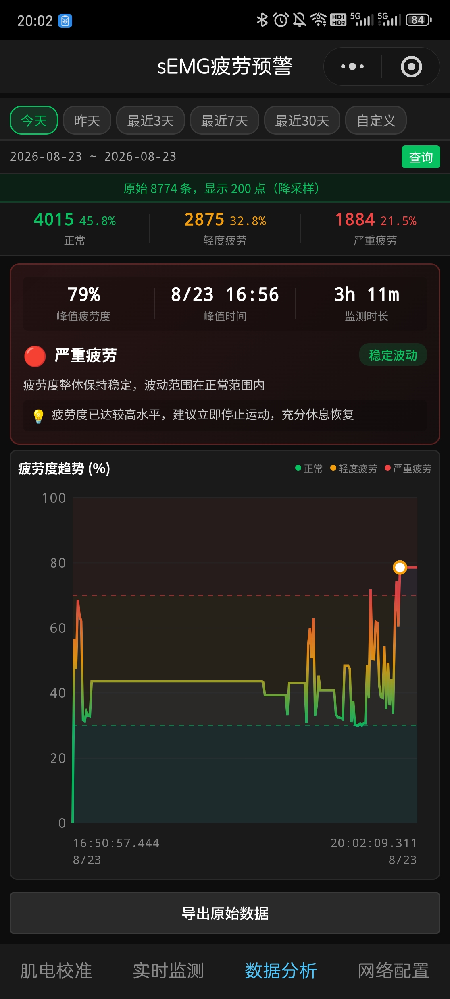 20:02
HD1 HD2 5G 5G 84
sEMG疲劳预警
今天 昨天 最近3天 最近7天 最近30天 自定义
2026-08-23 ~ 2026-08-23 查询
原始 8774 条，显示 200 点（降采样）
4015 45.8% 2875 32.8% 1884 21.5%
正常 轻度疲劳 严重疲劳
79% 8/23 16:56 3h 11m
峰值疲劳度 峰值时间 监测时长
严重疲劳 稳定波动
疲劳度整体保持稳定，波动范围在正常范围内
疲劳度已达较高水平，建议立即停止运动，充分休息恢复
疲劳度趋势 (%) 正常 轻度疲劳 严重疲劳
100
80
60
40
20
0
16:50:57.444 20:02:09.311
8/23 8/23
导出原始数据
肌电校准 实时监测 数据分析 网络配置